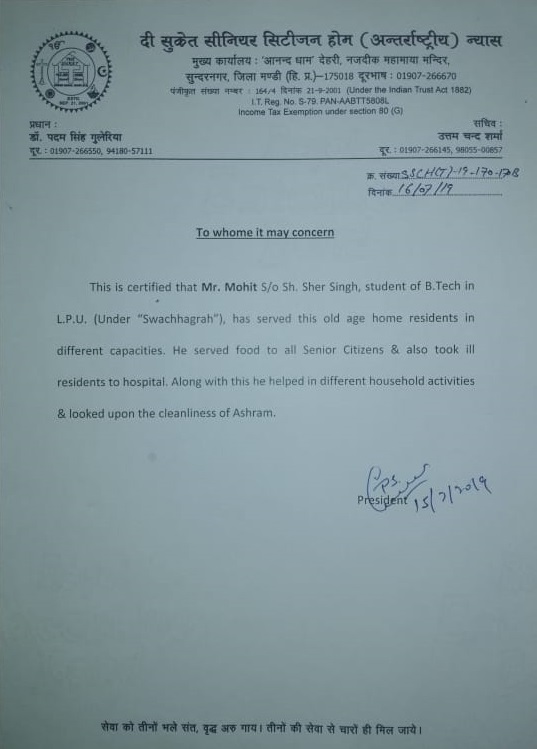 दी सुकेत सीनियर सिटीजन होम (अन्तर्राष्ट्रीय) न्यास
मुख्य कार्यालय : 'आनन्द धाम' देहरी, नजदीक महामाया मन्दिर,
सुन्दरनगर, जिला मण्डी (हि. प्र.)–175018 दूरभाष : 01907-266670
पंजीकृत संख्या नम्बर : 164/4 दिनांक 21-9-2001 (Under the Indian Trust Act 1882)
I.T. Reg. No. S-79. PAN-AABTT5808L
Income Tax Exemption under section 80 (G)
प्रधान :
डॉ. पदम सिंह गुलेरिया
दूर. : 01907-266550, 94180-57111
सचिव :
उत्तम चन्द शर्मा
दूर. : 01907-266145, 98055-00857
क्र. संख्या SSCH(T)-19-170-178
दिनांक 16/07/19
To whome it may concern
This is certified that Mr. Mohit S/o Sh. Sher Singh, student of B.Tech in
L.P.U. (Under "Swachhagrah"), has served this old age home residents in
different capacities. He served food to all Senior Citizens & also took ill
residents to hospital. Along with this he helped in different household activities
& looked upon the cleanliness of Ashram.
President 15/7/2019
सेवा को तीनों भले संत, वृद्ध अरु गाय। तीनों की सेवा से चारों ही मिल जाये।